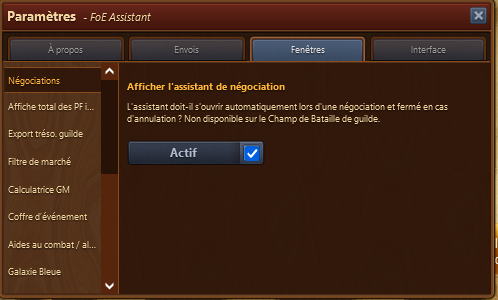 Paramètres - FoE Assistant
À propos
Envois
Fenêtres
Interface
Négociations
Affiche total des PF i...
Export tréso. guilde
Filtre de marché
Calculatrice GM
Coffre d'événement
Aides au combat / al...
Galaxie Bleue
Afficher l'assistant de négociation
L'assistant doit-il s'ouvrir automatiquement lors d'une négociation et fermé en cas
d'annulation ? Non disponible sur le Champ de Bataille de guilde.
Actif